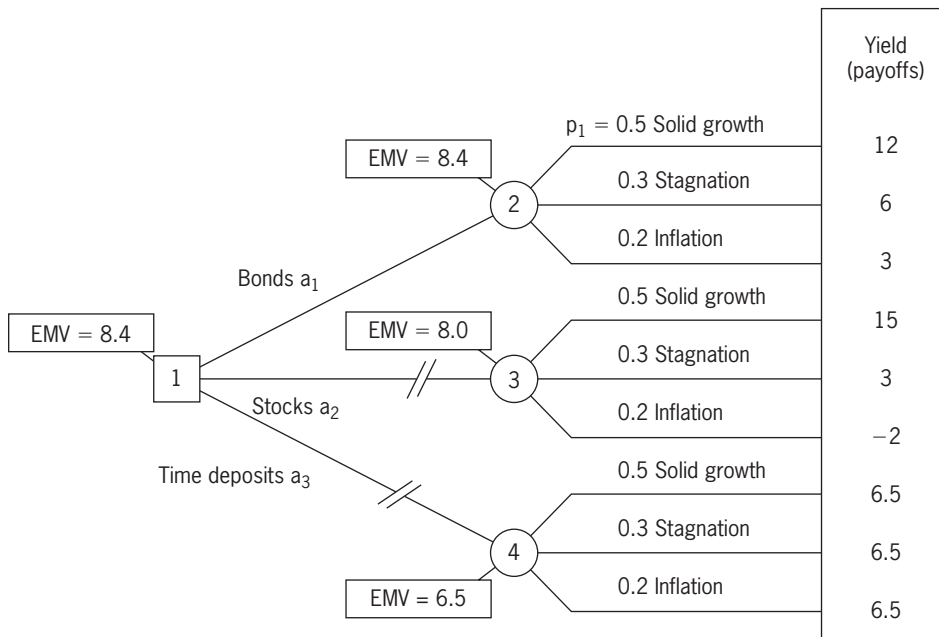 Yield
(payoffs)
p₁ = 0.5 Solid growth
12
EMV = 8.4
0.3 Stagnation
2
6
0.2 Inflation
3
Bonds a₁
0.5 Solid growth
15
EMV = 8.4
EMV = 8.0
0.3 Stagnation
1
3
3
Stocks a₂
0.2 Inflation
−2
Time deposits a₃
0.5 Solid growth
6.5
0.3 Stagnation
4
6.5
EMV = 6.5
0.2 Inflation
6.5